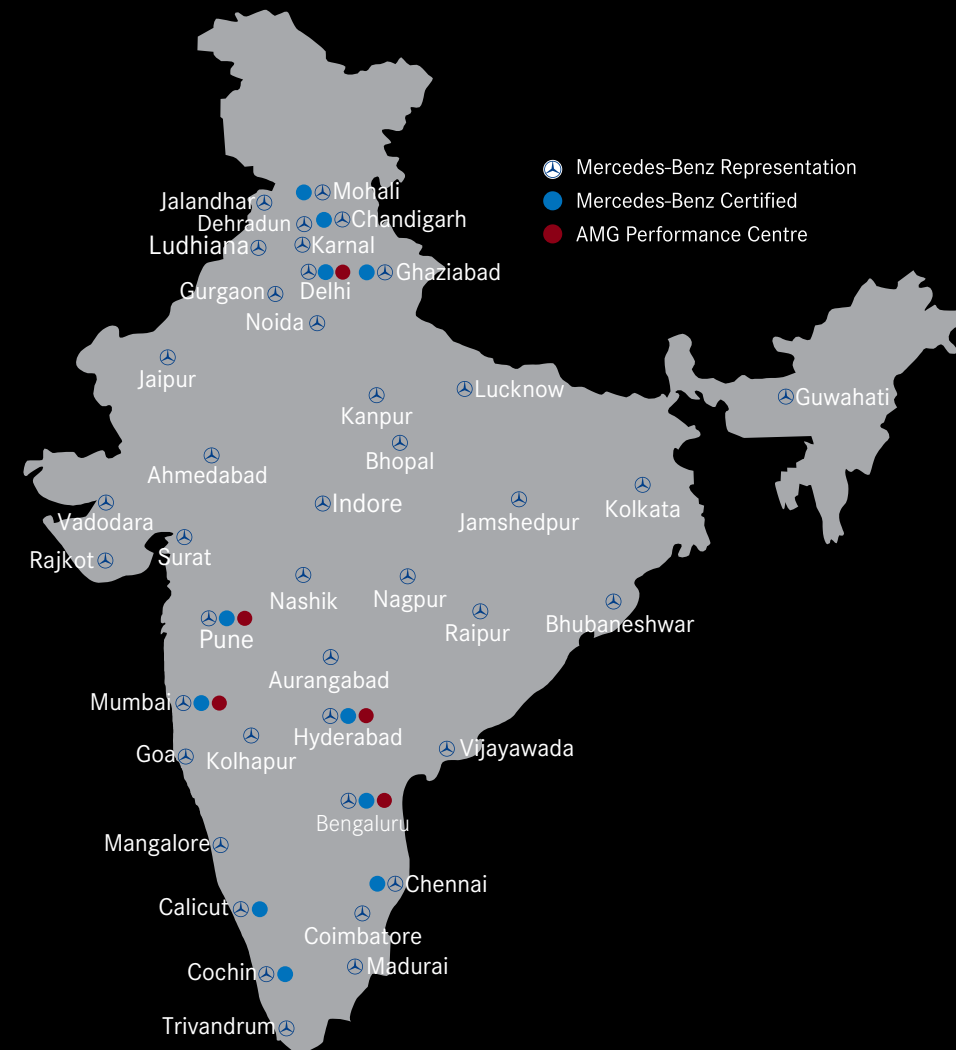 Mercedes-Benz Representation
Mercedes-Benz Certified
AMG Performance Centre
Mohali
Jalandhar
Chandigarh
Dehradun
Karnal
Ludhiana
Ghaziabad
Delhi
Gurgaon
Noida
Jaipur
Lucknow
Guwahati
Kanpur
Bhopal
Ahmedabad
Indore
Kolkata
Vadodara
Jamshedpur
Surat
Rajkot
Nashik
Nagpur
Raipur
Bhubaneshwar
Pune
Aurangabad
Mumbai
Hyderabad
Vijayawada
Goa
Kolhapur
Bengaluru
Mangalore
Chennai
Calicut
Coimbatore
Madurai
Cochin
Trivandrum